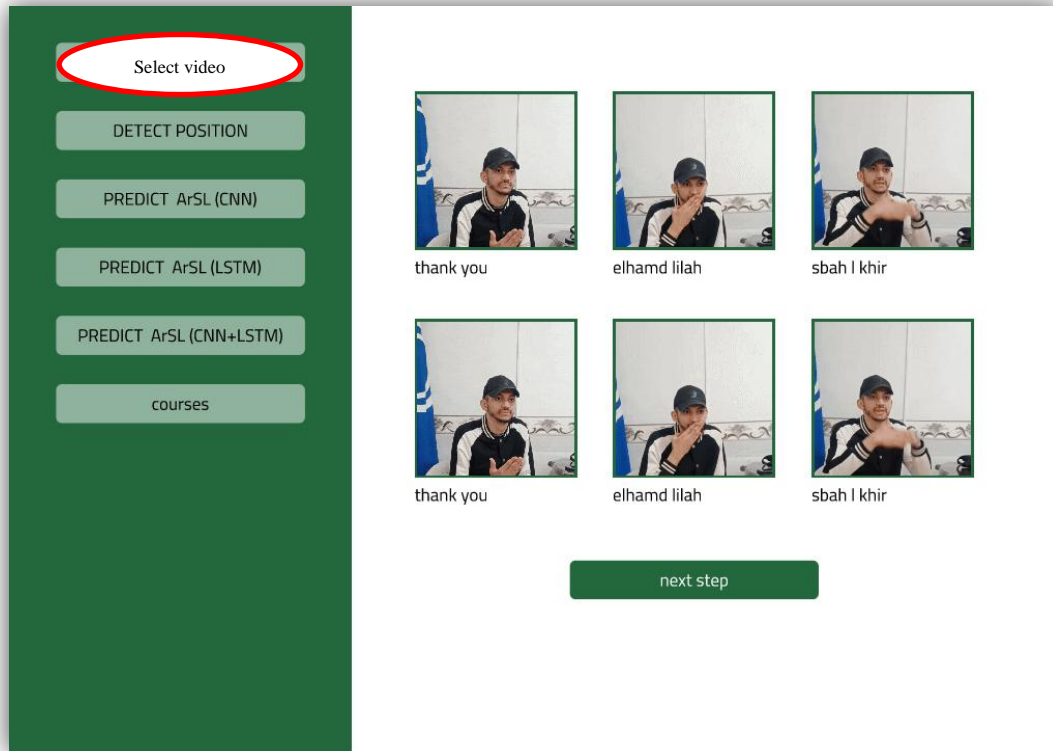 Select video
DETECT POSITION
PREDICT ArSL (CNN)
PREDICT ArSL (LSTM)
PREDICT ArSL (CNN+LSTM)
courses
thank you
elhamd lilah
sbah l khir
thank you
elhamd lilah
sbah l khir
next step